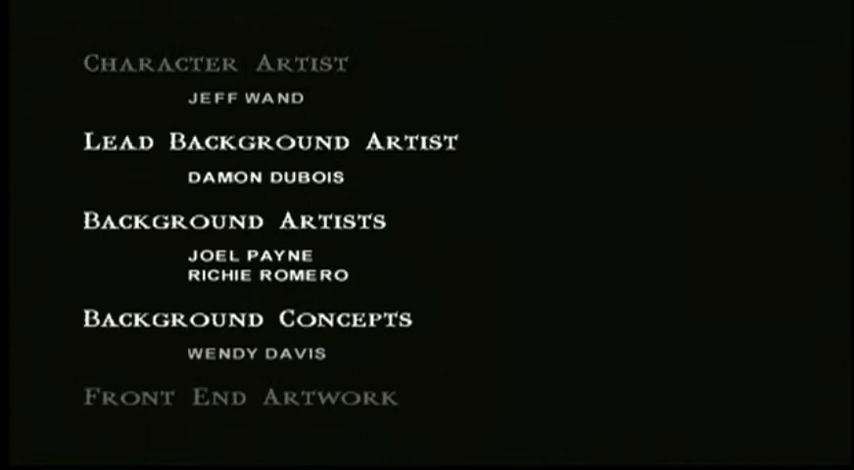 Character Artist
JEFF WAND
Lead Background Artist
DAMON DUBOIS
Background Artists
JOEL PAYNE
RICHIE ROMERO
Background Concepts
WENDY DAVIS
Front End Artwork